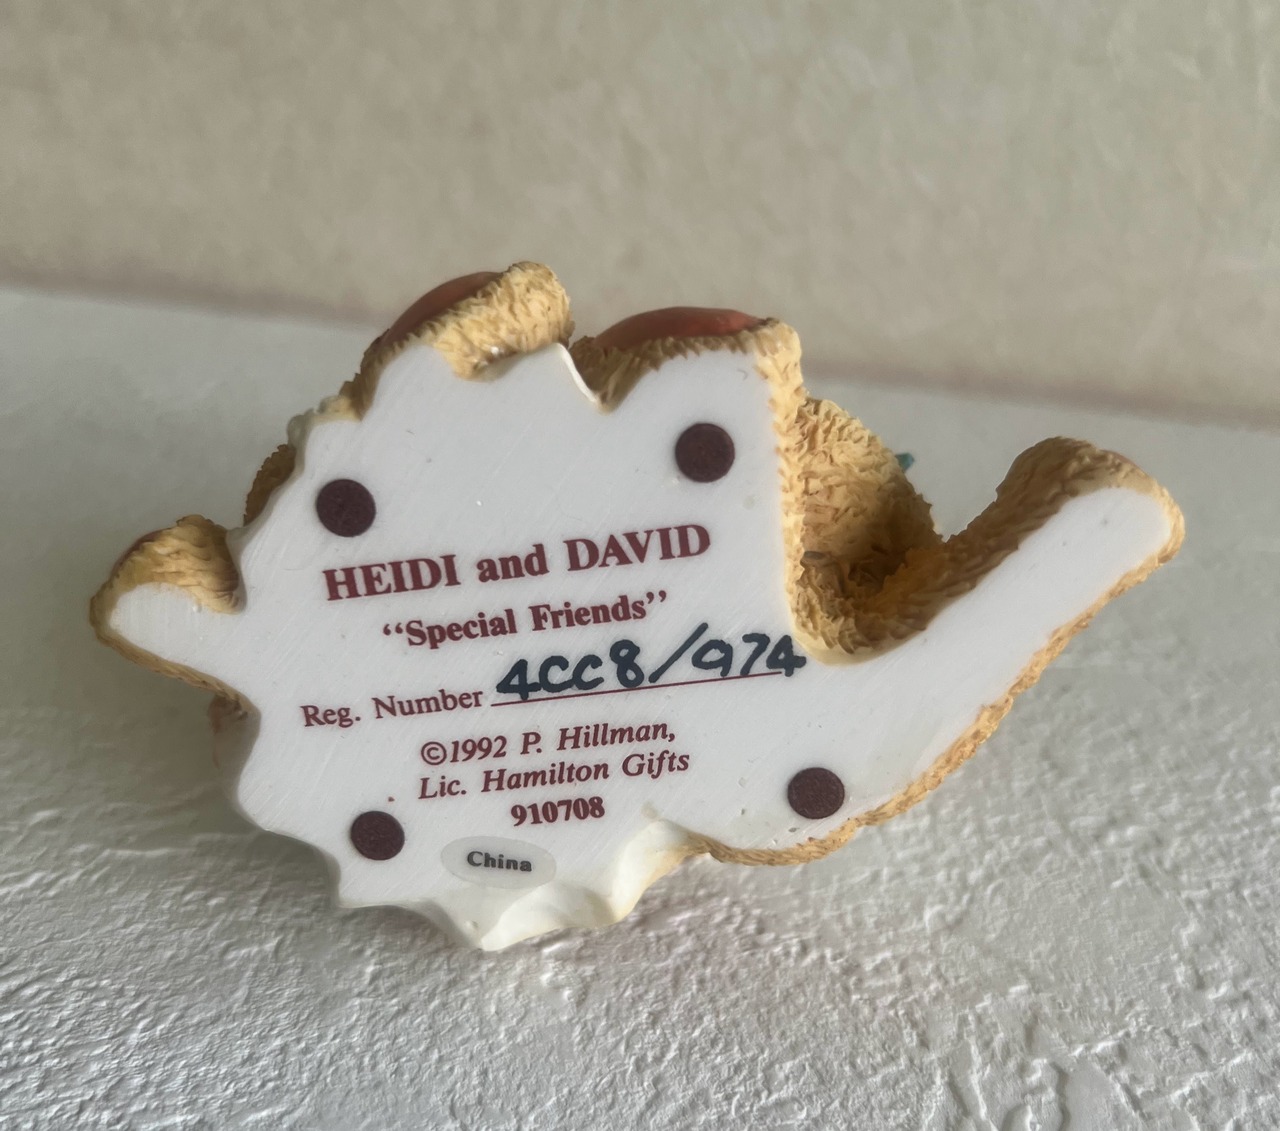 HEIDI and DAVID
“Special Friends”
Reg. Number 4CC8/974
©1992 P. Hillman,
Lic. Hamilton Gifts
910708
China